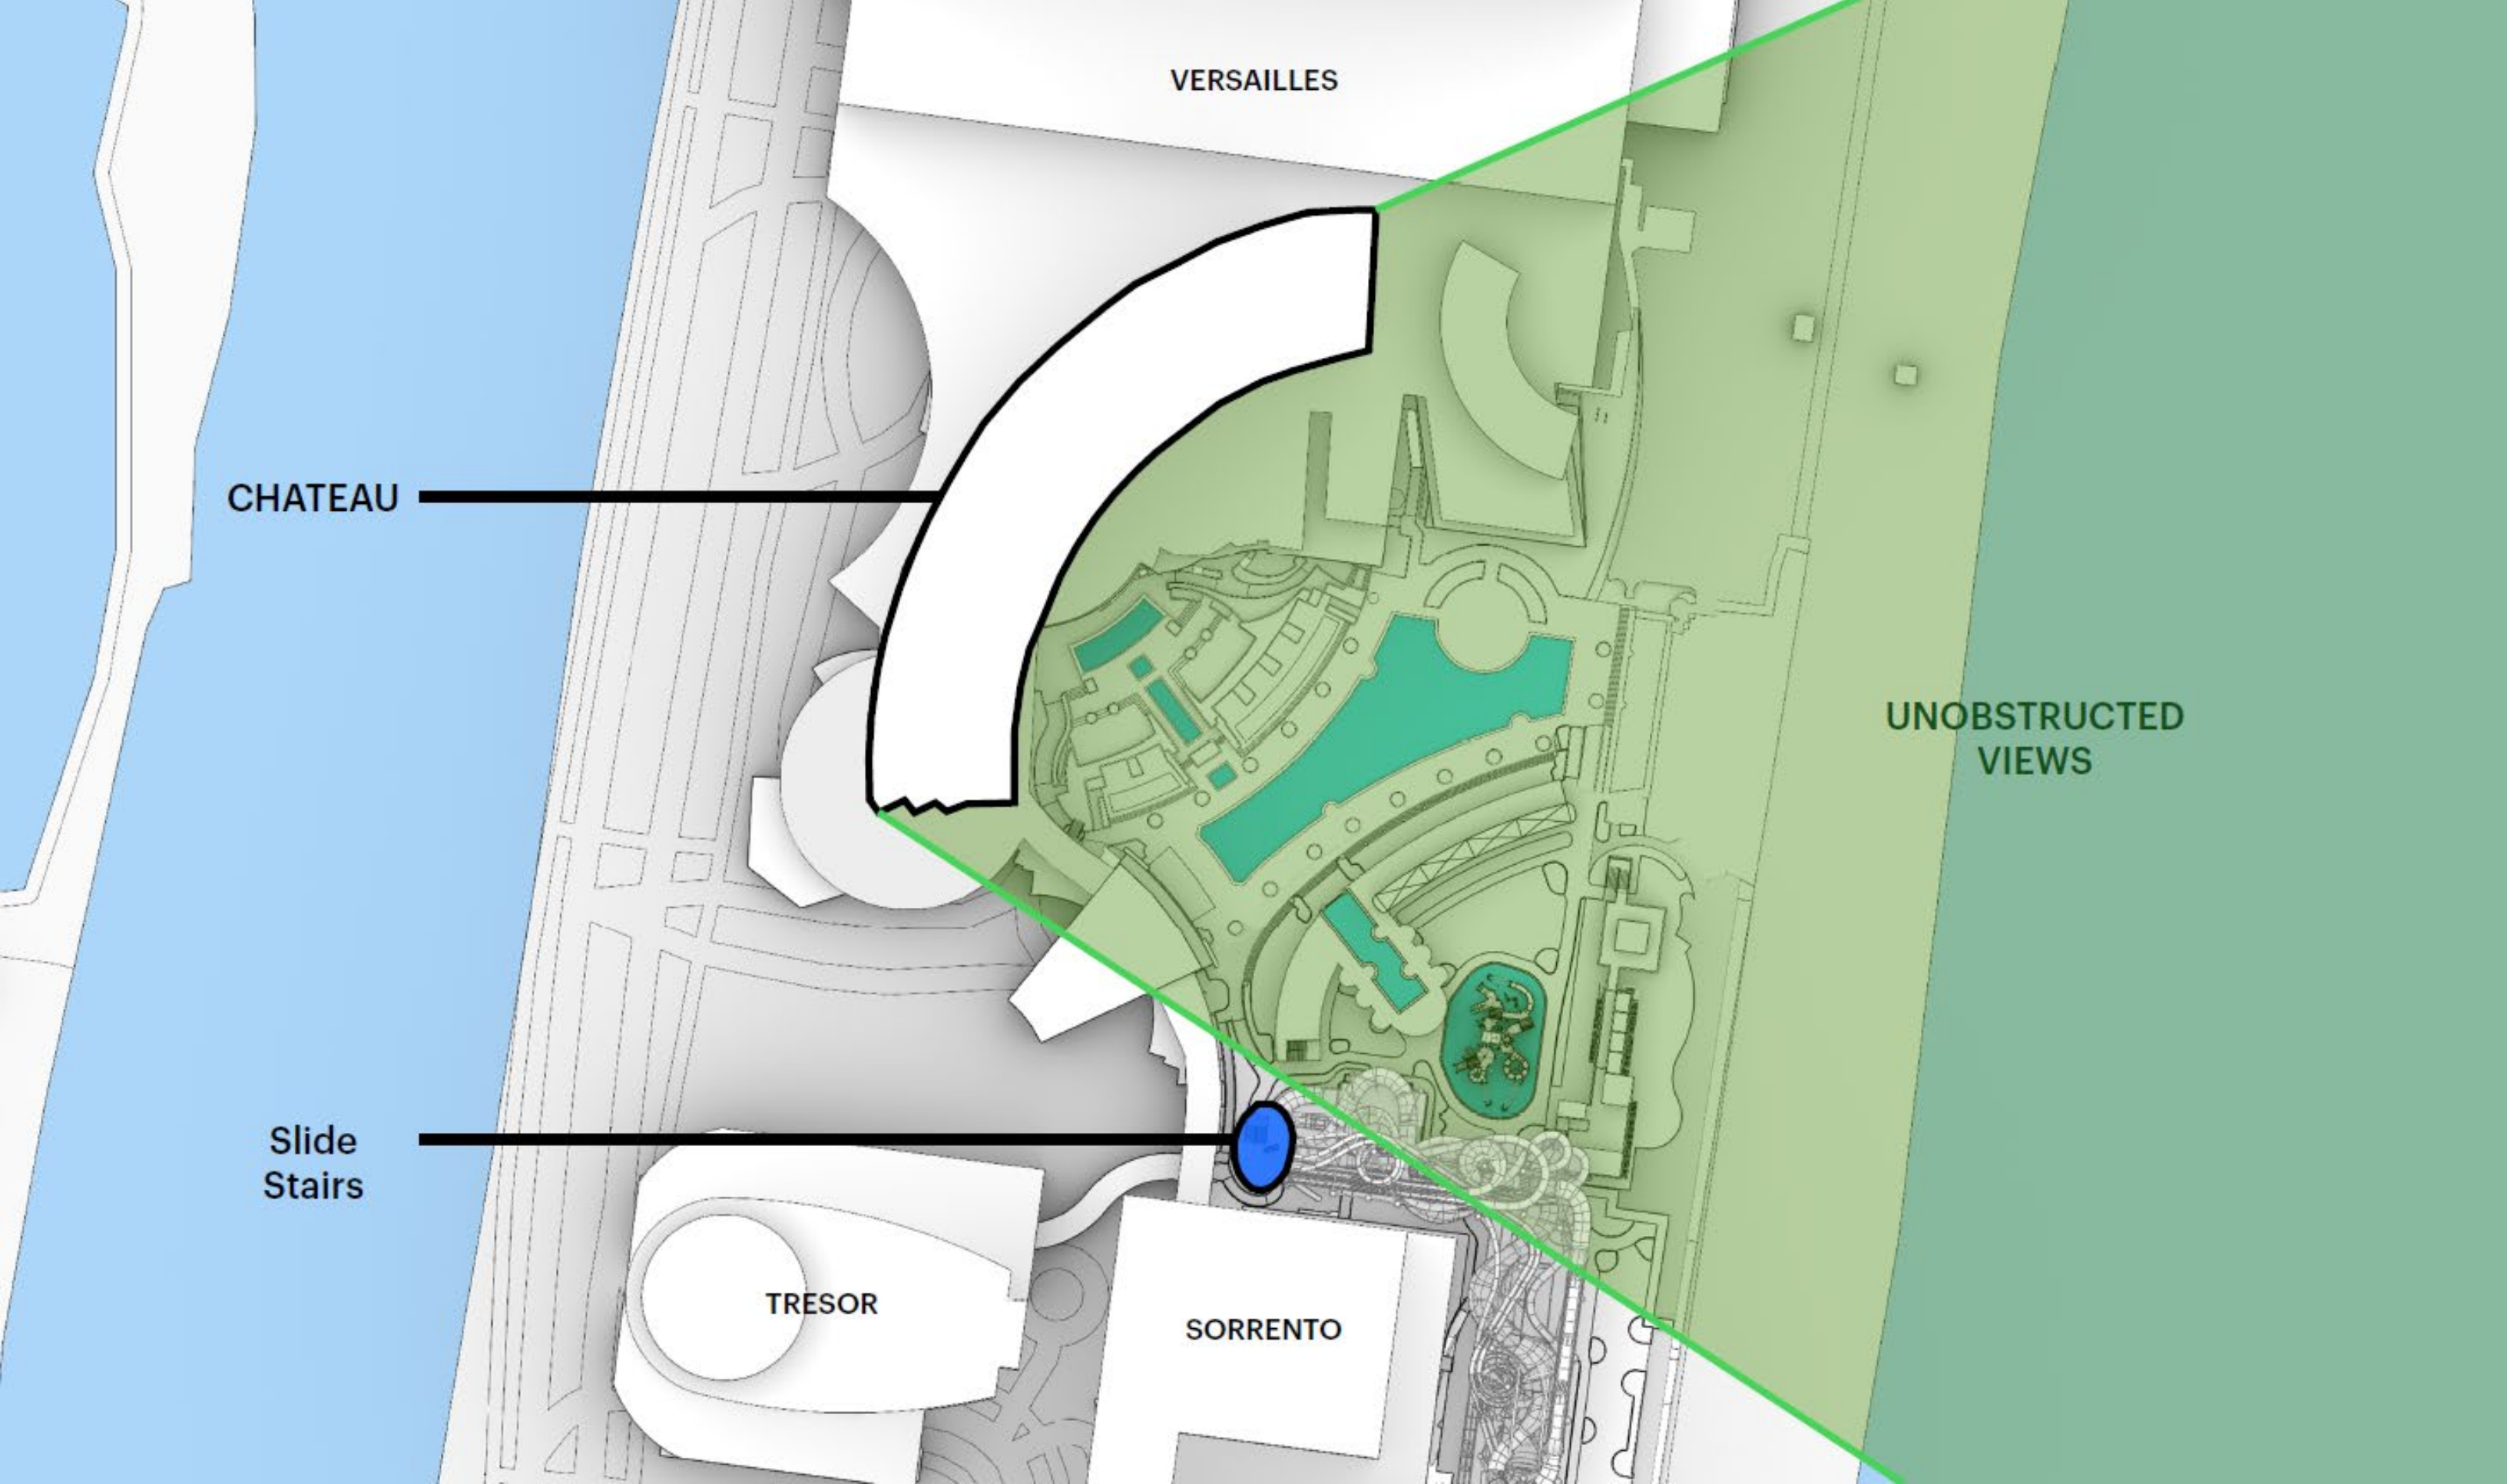 VERSAILLES
CHATEAU
UNOBSTRUCTED
VIEWS
Slide
Stairs
TRESOR
SORRENTO